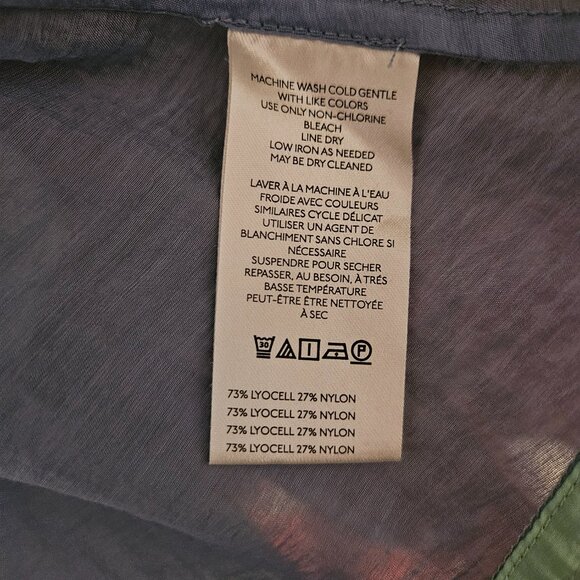 MACHINE WASH COLD GENTLE
WITH LIKE COLORS
USE ONLY NON-CHLORINE
BLEACH
LINE DRY
LOW IRON AS NEEDED
MAY BE DRY CLEANED
LAVER À LA MACHINE À L'EAU
FROIDE AVEC COULEURS
SIMILAIRES CYCLE DÉLICAT
UTILISER UN AGENT DE
BLANCHIMENT SANS CHLORE SI
NÉCESSAIRE
SUSPENDRE POUR SECHER
REPASSER, AU BESOIN, À TRÉS
BASSE TEMPÉRATURE
PEUT-ÊTRE ÊTRE NETTOYÉE
À SEC
30 P
73% LYOCELL 27% NYLON
73% LYOCELL 27% NYLON
73% LYOCELL 27% NYLON
73% LYOCELL 27% NYLON